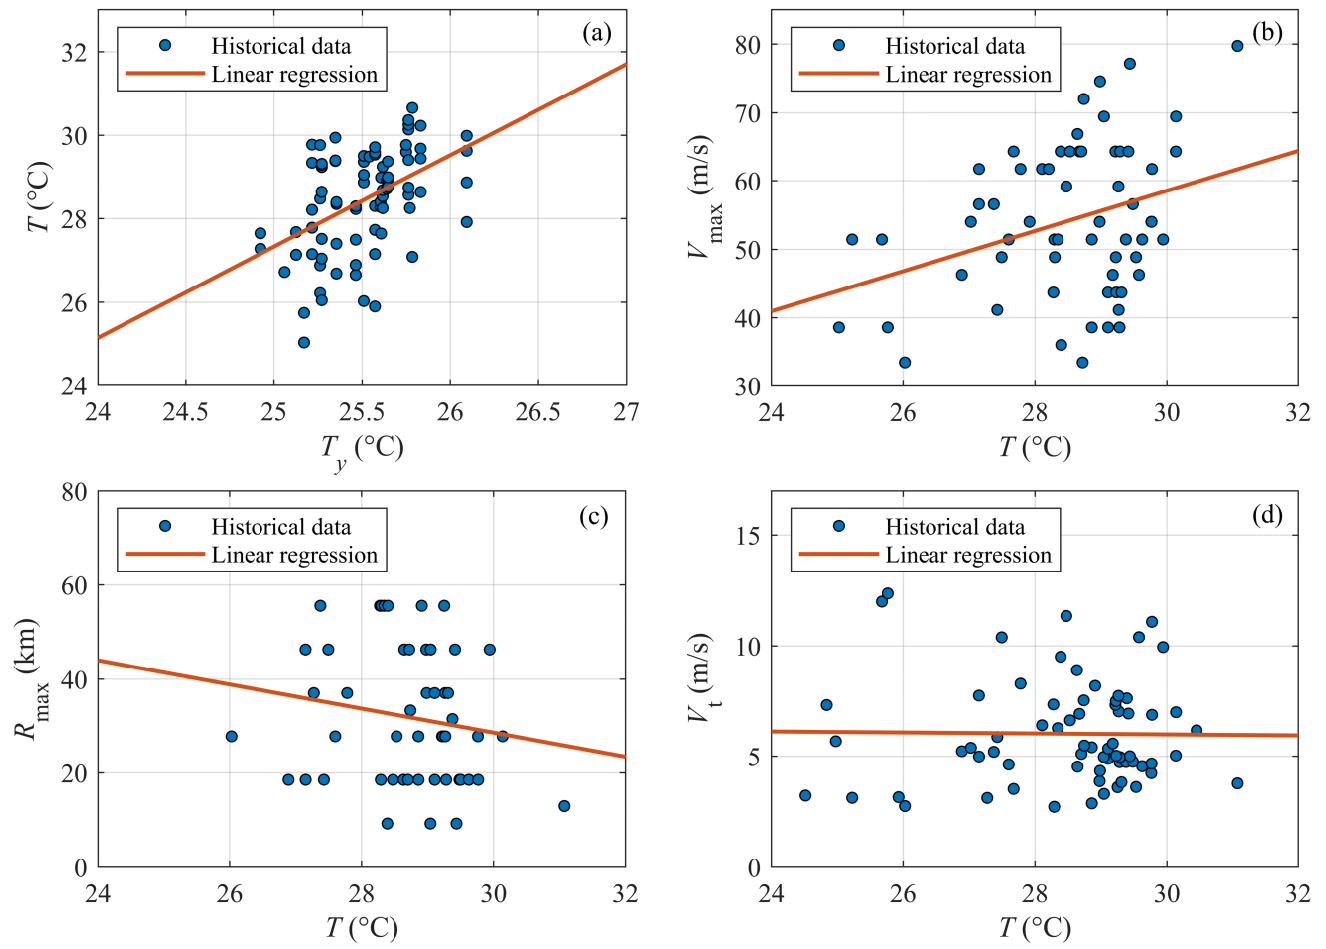 (a)
Historical data
Linear regression
32
30
28
26
24
T (°C)
24 24.5 25 25.5 26 26.5 27
T_y (°C)
(b)
Historical data
Linear regression
80
70
60
50
40
30
V_max (m/s)
24 26 28 30 32
T (°C)
(c)
Historical data
Linear regression
80
60
40
20
0
R_max (km)
24 26 28 30 32
T (°C)
(d)
Historical data
Linear regression
15
10
5
0
V_t (m/s)
24 26 28 30 32
T (°C)